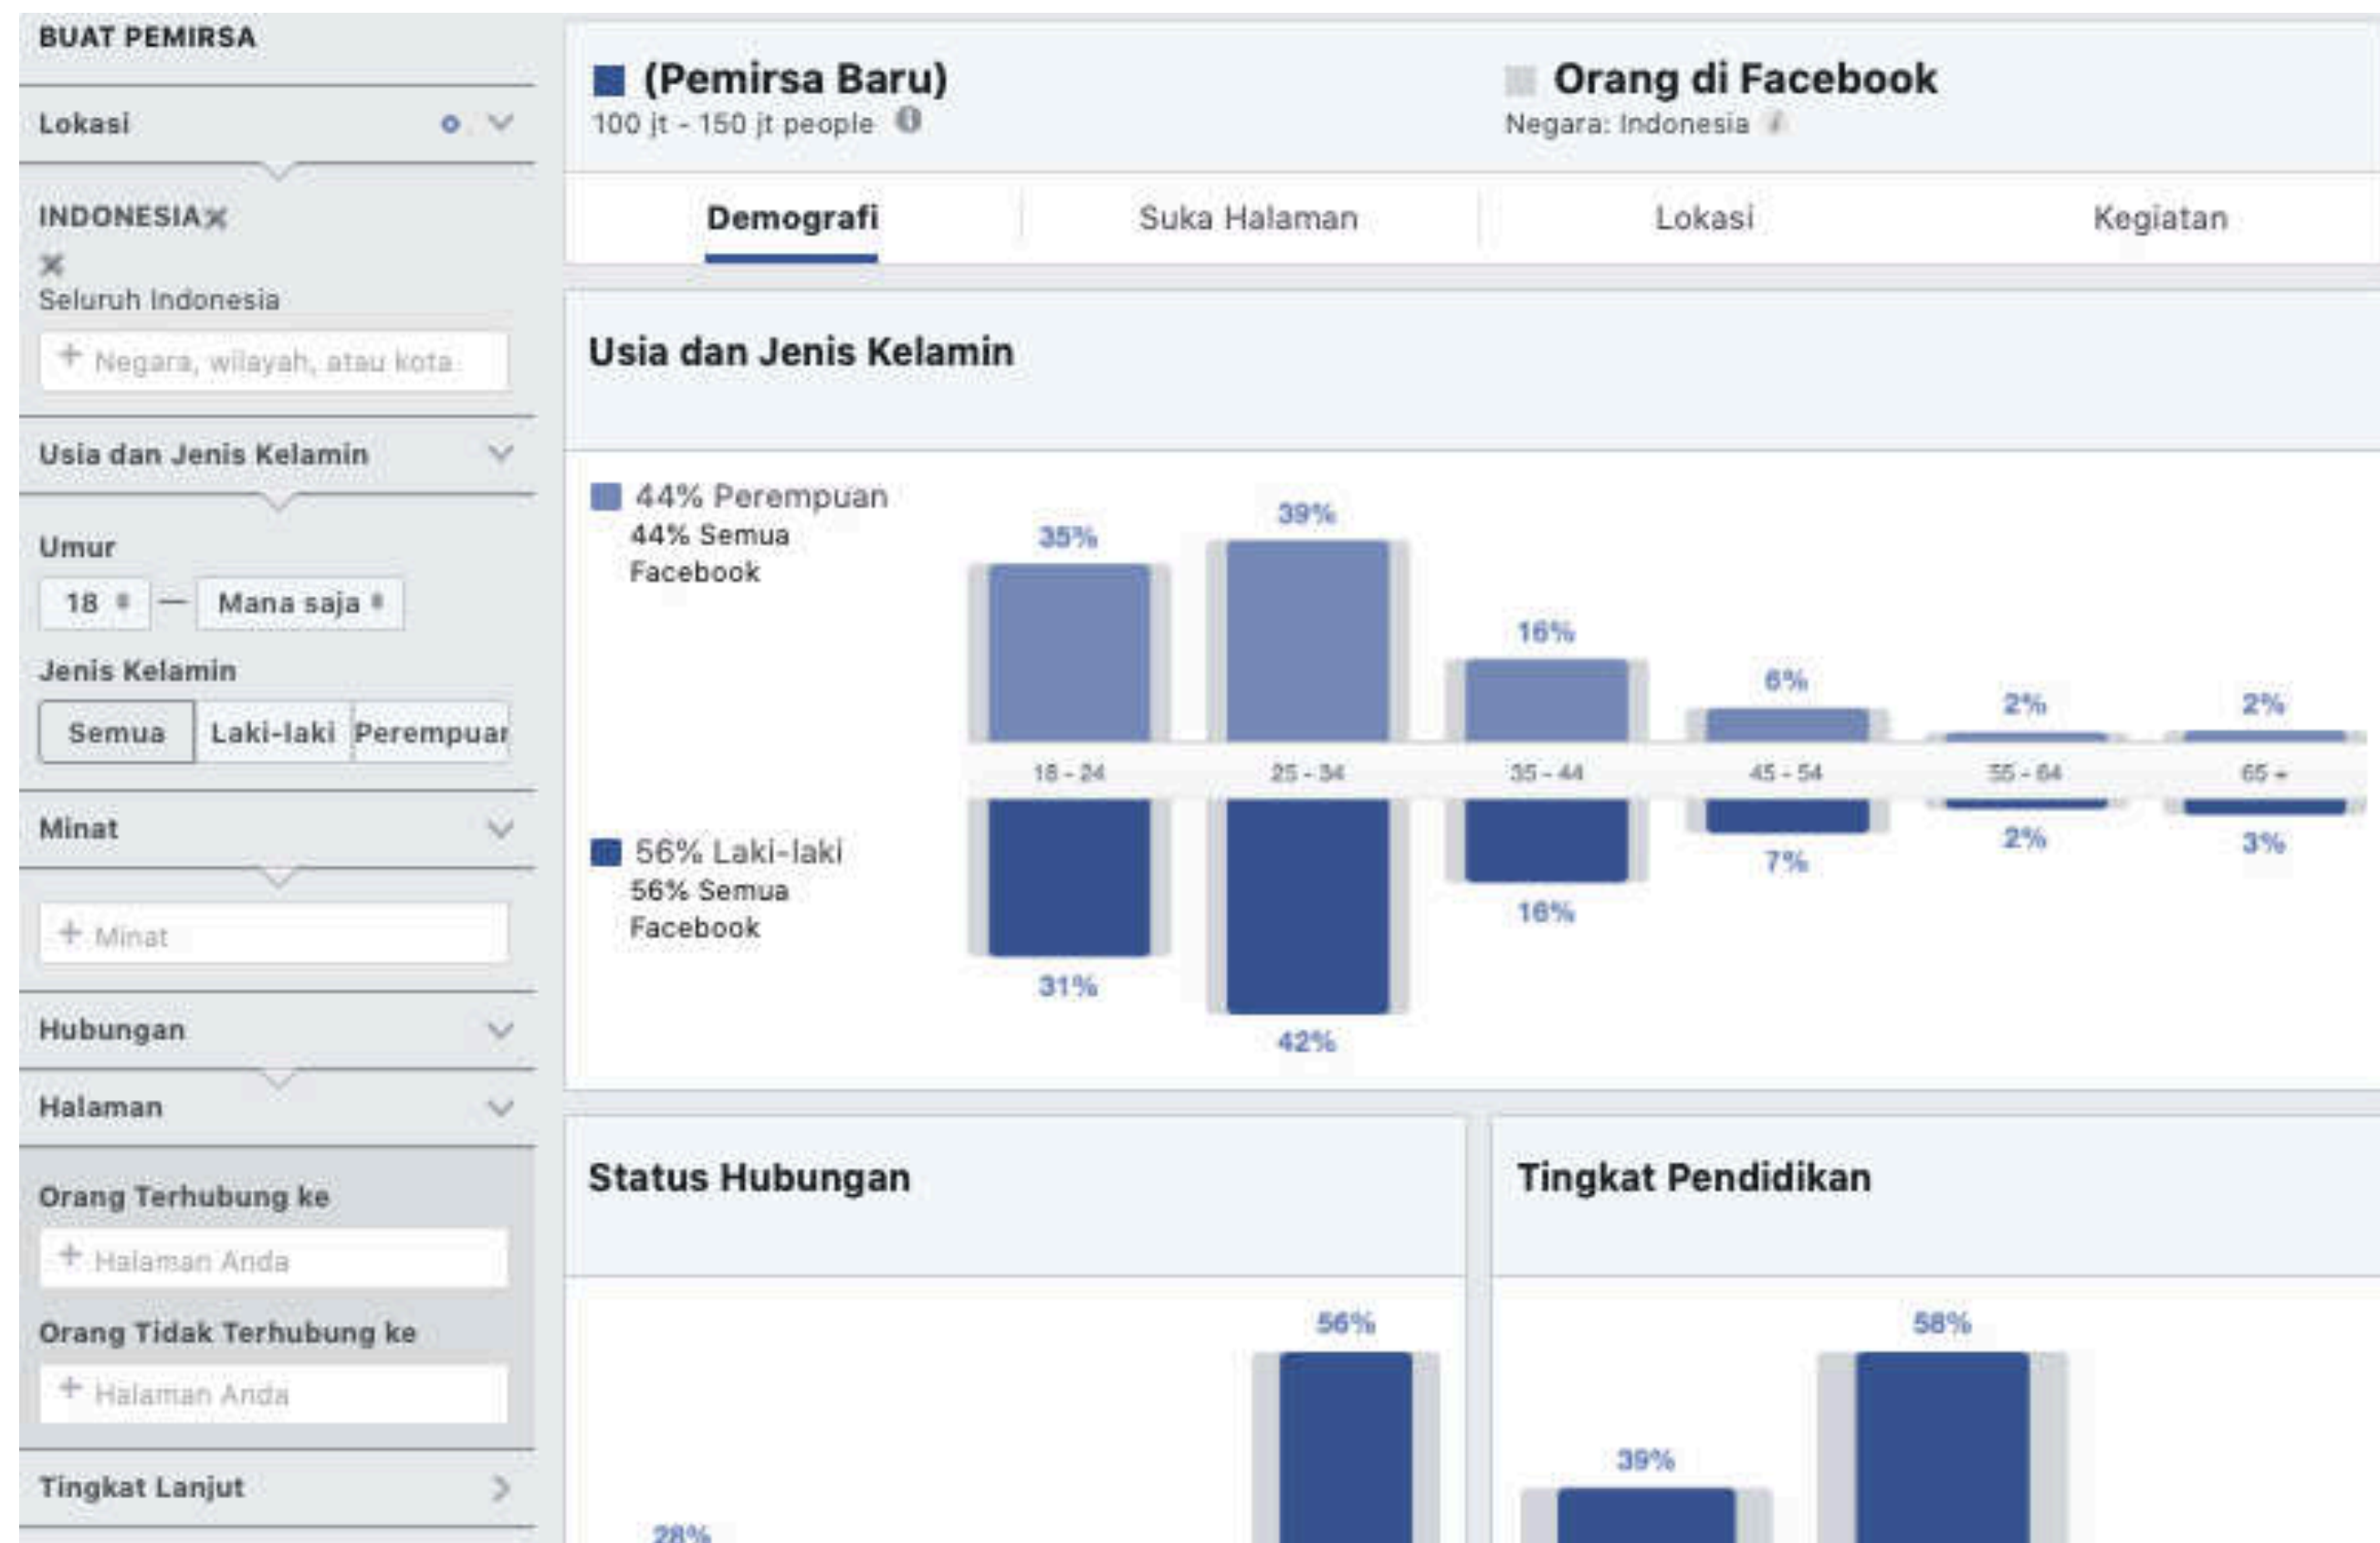 BUAT PEMIRSA
Lokasi
INDONESIA
Seluruh Indonesia
+ Negara, wilayah, atau kota
Usia dan Jenis Kelamin
Umur
18 — Mana saja
Jenis Kelamin
Semua Laki-laki Perempuan
Minat
+ Minat
Hubungan
Halaman
Orang Terhubung ke
+ Halaman Anda
Orang Tidak Terhubung ke
+ Halaman Anda
Tingkat Lanjut
(Pemirsa Baru)
100 jt - 150 jt people
Orang di Facebook
Negara: Indonesia
Demografi Suka Halaman Lokasi Kegiatan
Usia dan Jenis Kelamin
44% Perempuan
44% Semua
Facebook
35% 39% 16% 6% 2% 2%
18 - 24 25 - 34 35 - 44 45 - 54 55 - 64 65 +
56% Laki-laki
56% Semua
Facebook
31% 42% 16% 7% 2% 3%
Status Hubungan
28% 56%
Tingkat Pendidikan
39% 58%